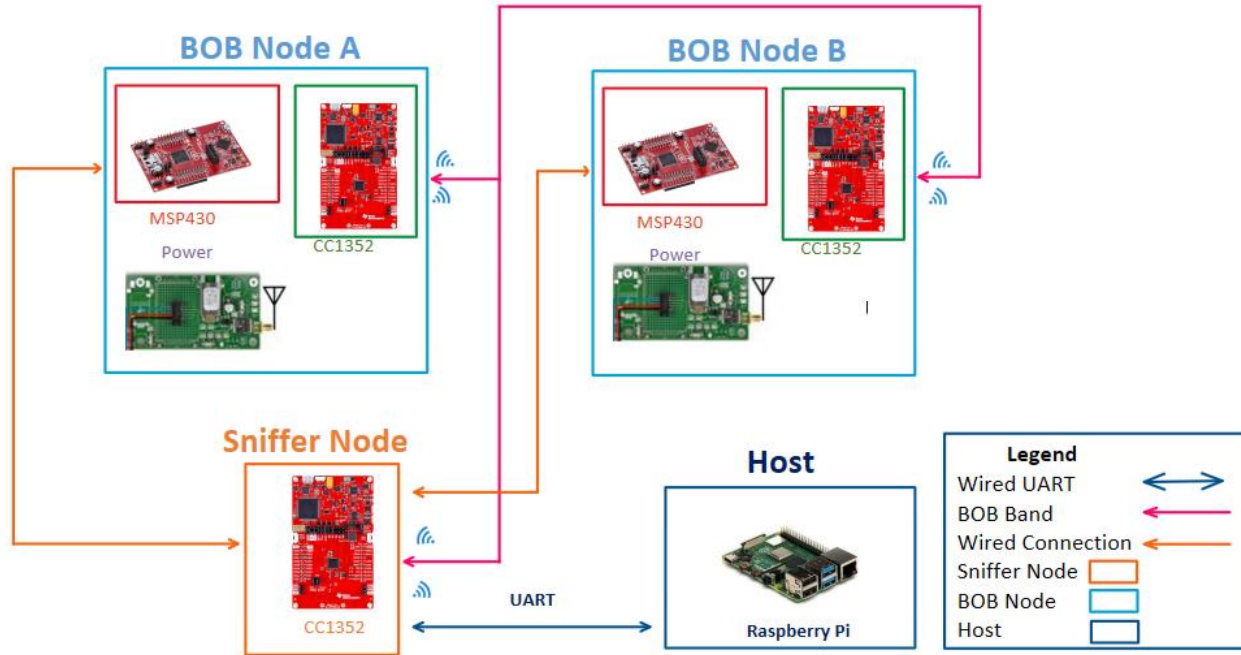 BOB Node A
BOB Node B
MSP430
CC1352
Power
MSP430
CC1352
Power
Sniffer Node
CC1352
UART
Host
Raspberry Pi
Legend
Wired UART
BOB Band
Wired Connection
Sniffer Node
BOB Node
Host